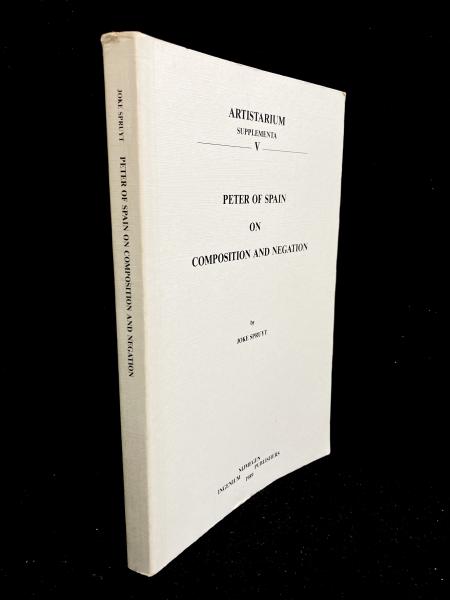 JOKE SPRUYT PETER OF SPAIN ON COMPOSITION AND NEGATION
ARTISTARIUM
SUPPLEMENTA
V
PETER OF SPAIN
ON
COMPOSITION AND NEGATION
by
JOKE SPRUYT
NIJMEGEN
INGENIUM PUBLISHERS
1989